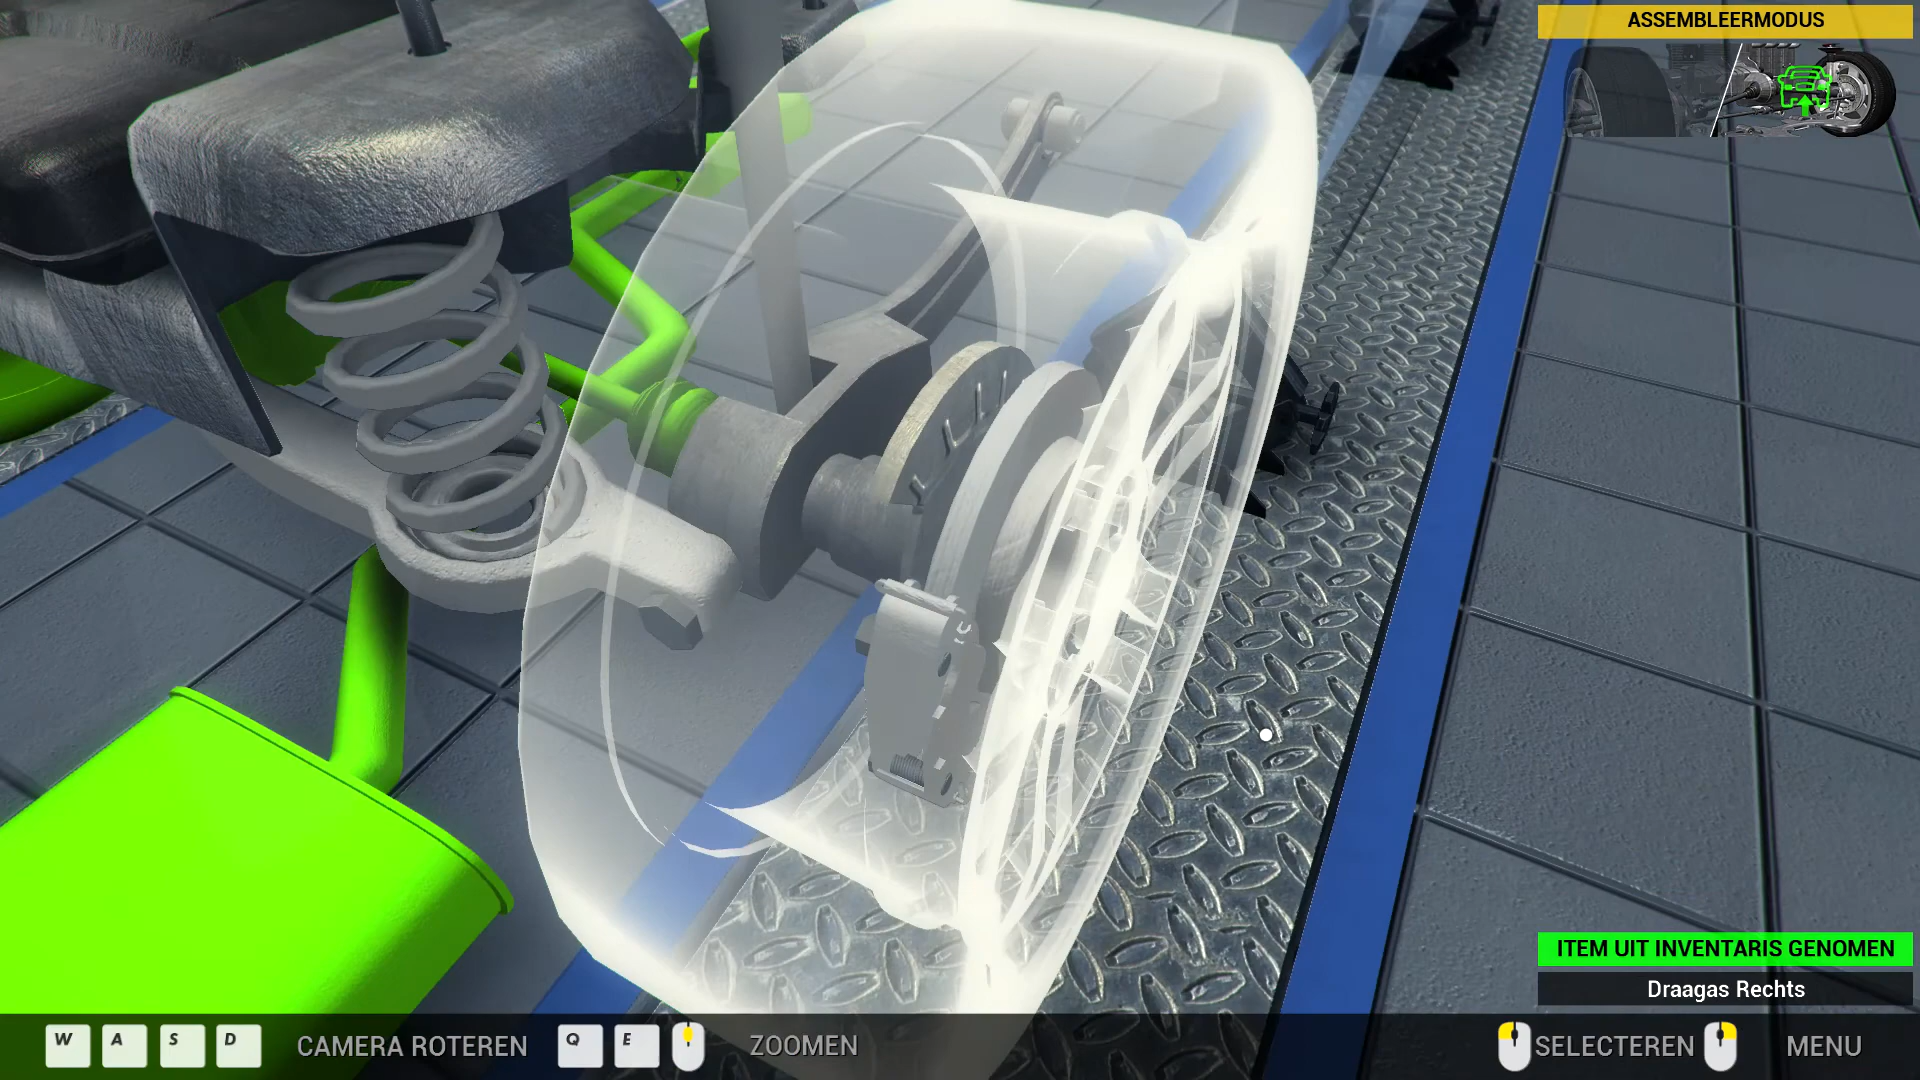 ASSEMBLEERMODUS
ITEM UIT INVENTARIS GENOMEN
Draagas Rechts
W A S D CAMERA ROTEREN Q E ZOOMEN SELECTEREN MENU